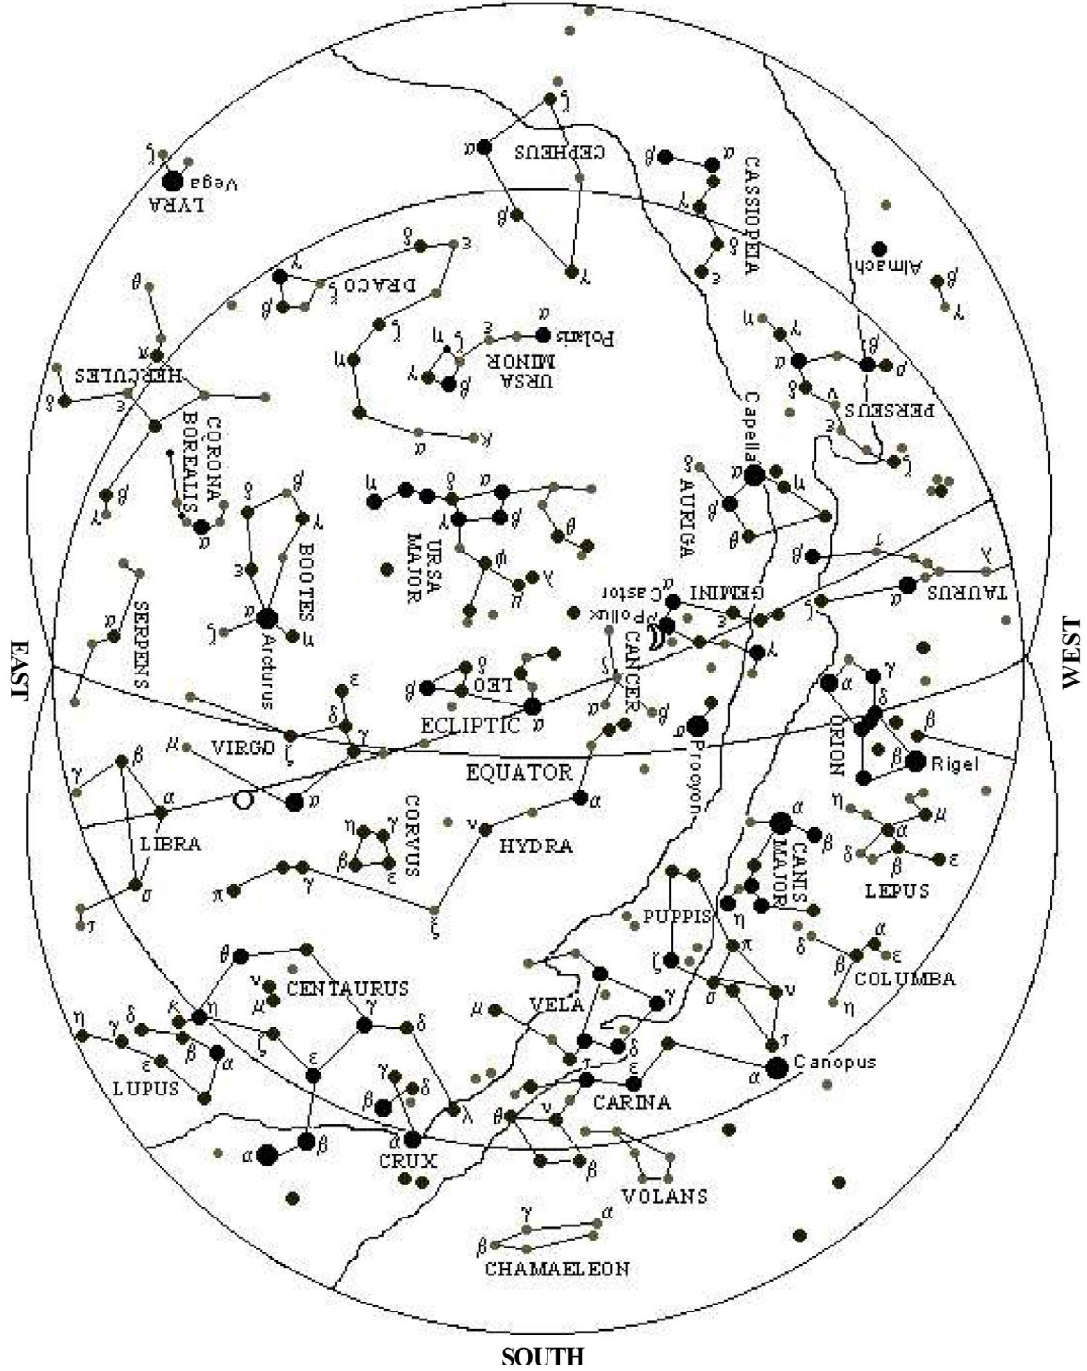 ζ
α
CEPHEUS
β
γ
β
α
CASSIOPEIA
γ
δ
ε
ζ
Vega
LYRA
Almach
β
γ
γ
δ
ε
DRACO
ξ
β
ζ
η
α
κ
α
Polaris
ε
ζ
η
URSA
MINOR
γ
β
θ
π
HERCULES
δ
ε
β
γ
η
γ
α
β
ρ
ν
PERSEUS
ε
ζ
Capella
α
η
δ
AURIGA
β
θ
CORONA
BOREALIS
α
δ
β
γ
BOOTES
ε
α
Arcturus
ζ
η
η
δ
α
γ
β
URSA
MAJOR
θ
ψ
λ
μ
β
τ
λ
TAURUS
α
ζ
α
Castor
GEMINI
ε
β
Pollux
γ
CANCER
ζ
α
β
SERPENS
α
EAST
WEST
δ
LEO
β
α
ECLIPTIC
ε
δ
γ
VIRGO
ζ
α
μ
EQUATOR
α
Procyon
α
γ
δ
ORION
β
β
Rigel
γ
β
α
LIBRA
σ
τ
η
γ
β
ε
CORVUS
ν
HYDRA
α
π
γ
ξ
α
β
CANIS
MAJOR
η
η
μ
α
δ
β
ε
LEPUS
PUPPIS
ζ
π
σ
ν
τ
δ
α
β
ε
COLUMBA
η
θ
ν
CENTAURUS
μ
κ
η
γ
δ
ζ
ε
λ
η
γ
δ
ε
β
α
LUPUS
μ
VELA
γ
δ
Canopus
α
ε
CARINA
θ
ν
β
γ
δ
β
α
CRUX
α
β
VOLANS
γ
α
β
CHAMAELEON
SOUTH